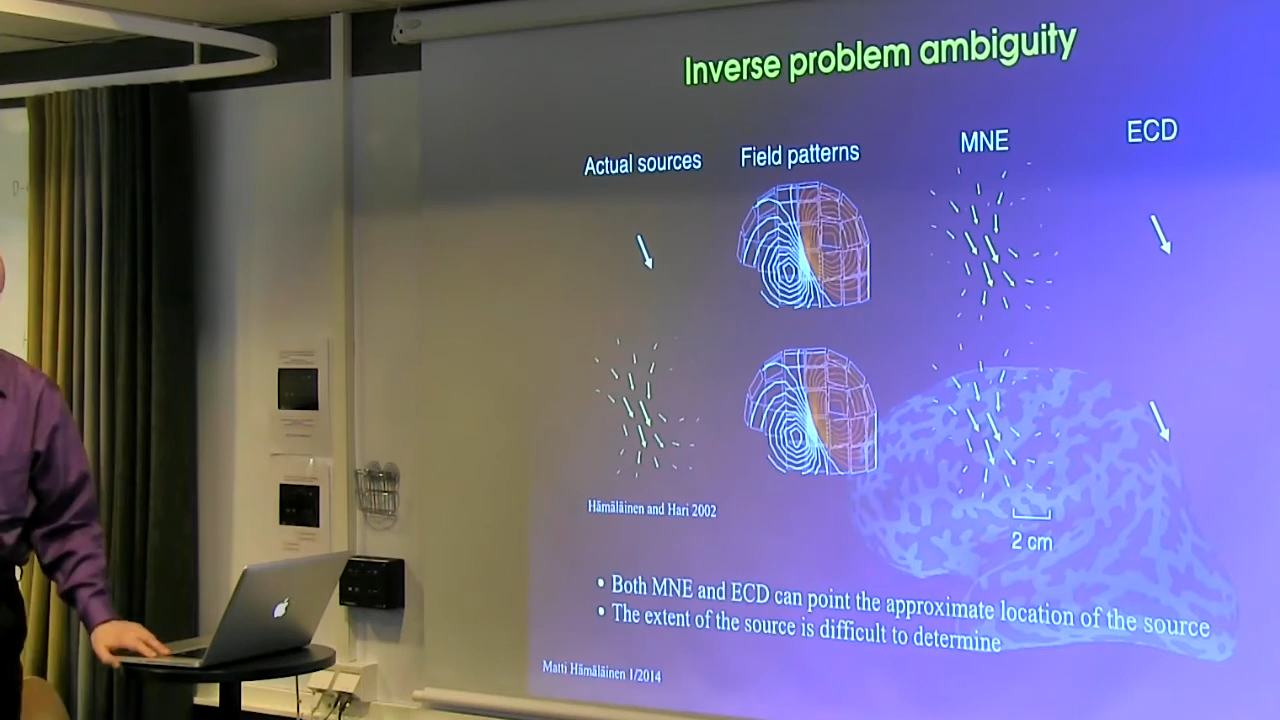 Inverse problem ambiguity
Actual sources
Field patterns
MNE
ECD
Hämäläinen and Hari 2002
2 cm
• Both MNE and ECD can point the approximate location of the source
• The extent of the source is difficult to determine
Matti Hämäläinen 1/2014